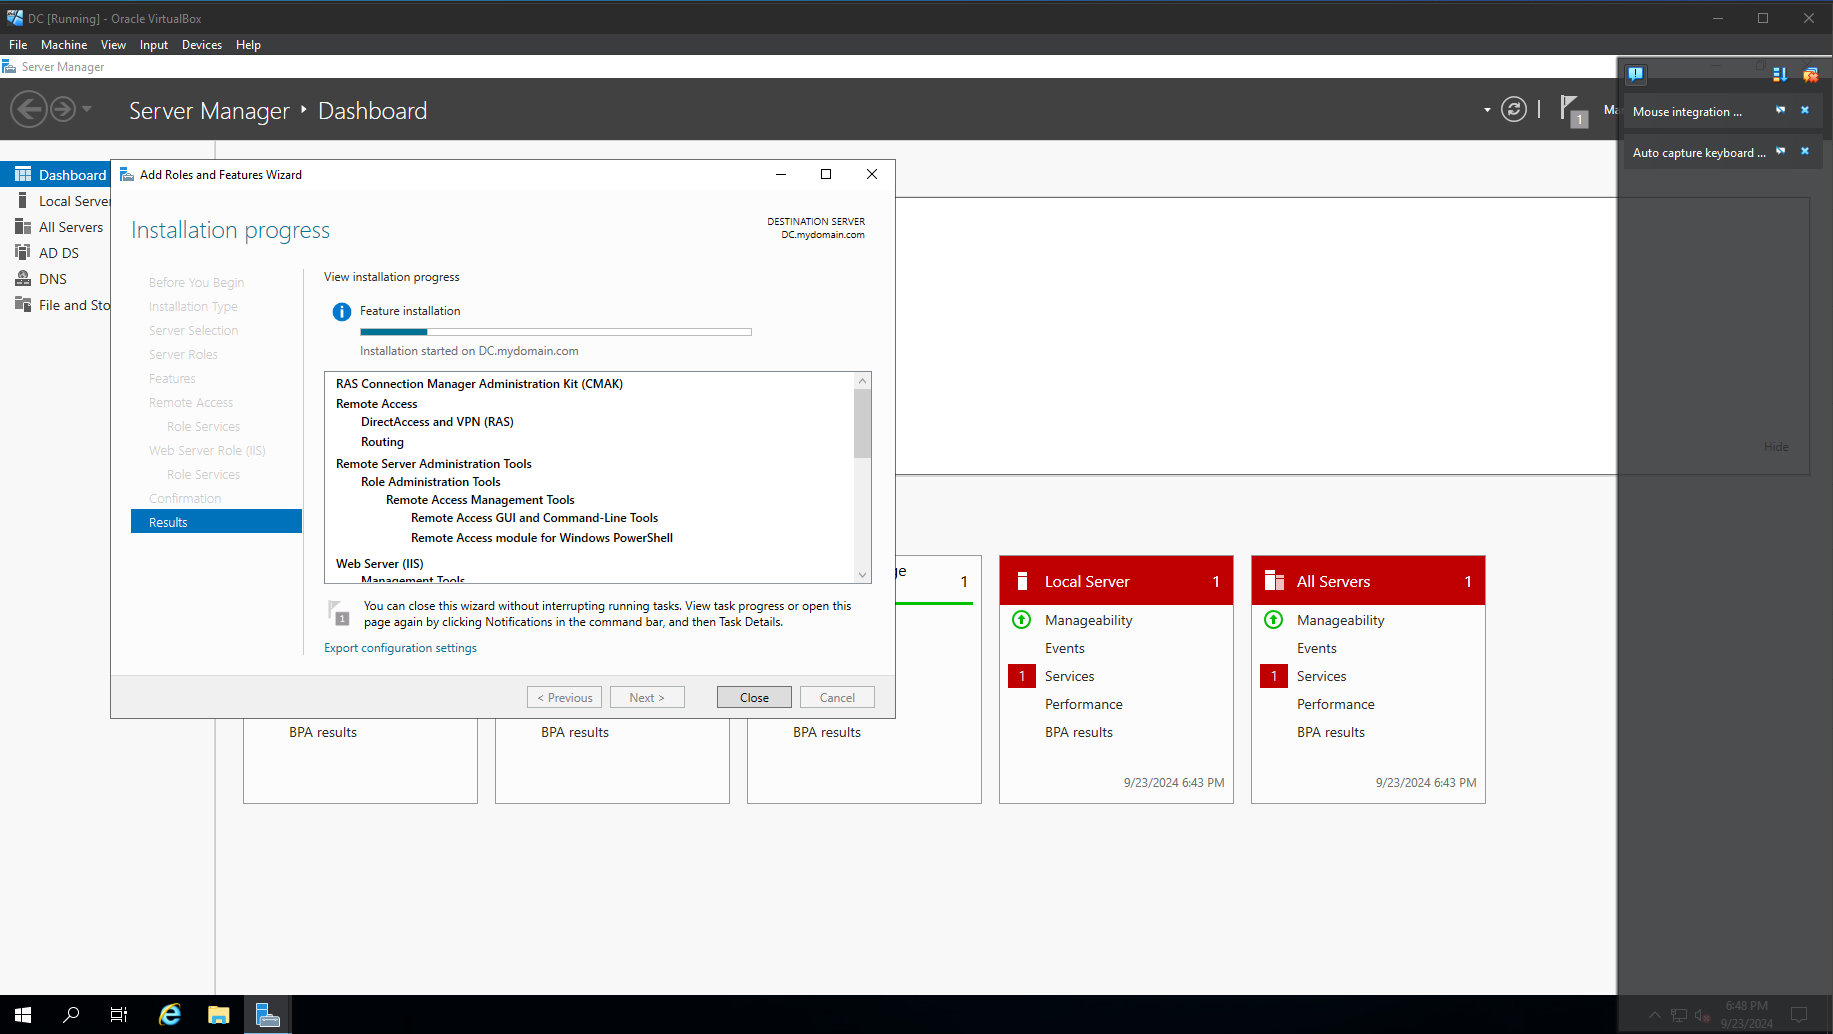 DC [Running] - Oracle VirtualBox
File Machine View Input Devices Help
Server Manager
Server Manager Dashboard
1
Mouse integration ...
Auto capture keyboard ...
Dashboard
Local Server
All Servers
AD DS
DNS
File and Sto
Add Roles and Features Wizard
Installation progress
DESTINATION SERVER
DC.mydomain.com
Before You Begin
Installation Type
Server Selection
Server Roles
Features
Remote Access
Role Services
Web Server Role (IIS)
Role Services
Confirmation
Results
View installation progress
Feature installation
Installation started on DC.mydomain.com
RAS Connection Manager Administration Kit (CMAK)
Remote Access
DirectAccess and VPN (RAS)
Routing
Remote Server Administration Tools
Role Administration Tools
Remote Access Management Tools
Remote Access GUI and Command-Line Tools
Remote Access module for Windows PowerShell
Web Server (IIS)
Management Tools
1
You can close this wizard without interrupting running tasks. View task progress or open this
page again by clicking Notifications in the command bar, and then Task Details.
Export configuration settings
< Previous Next > Close Cancel
Hide
ge 1
BPA results
BPA results
BPA results
Local Server 1
Manageability
Events
1 Services
Performance
BPA results
9/23/2024 6:43 PM
All Servers 1
Manageability
Events
1 Services
Performance
BPA results
9/23/2024 6:43 PM
6:48 PM
9/23/2024